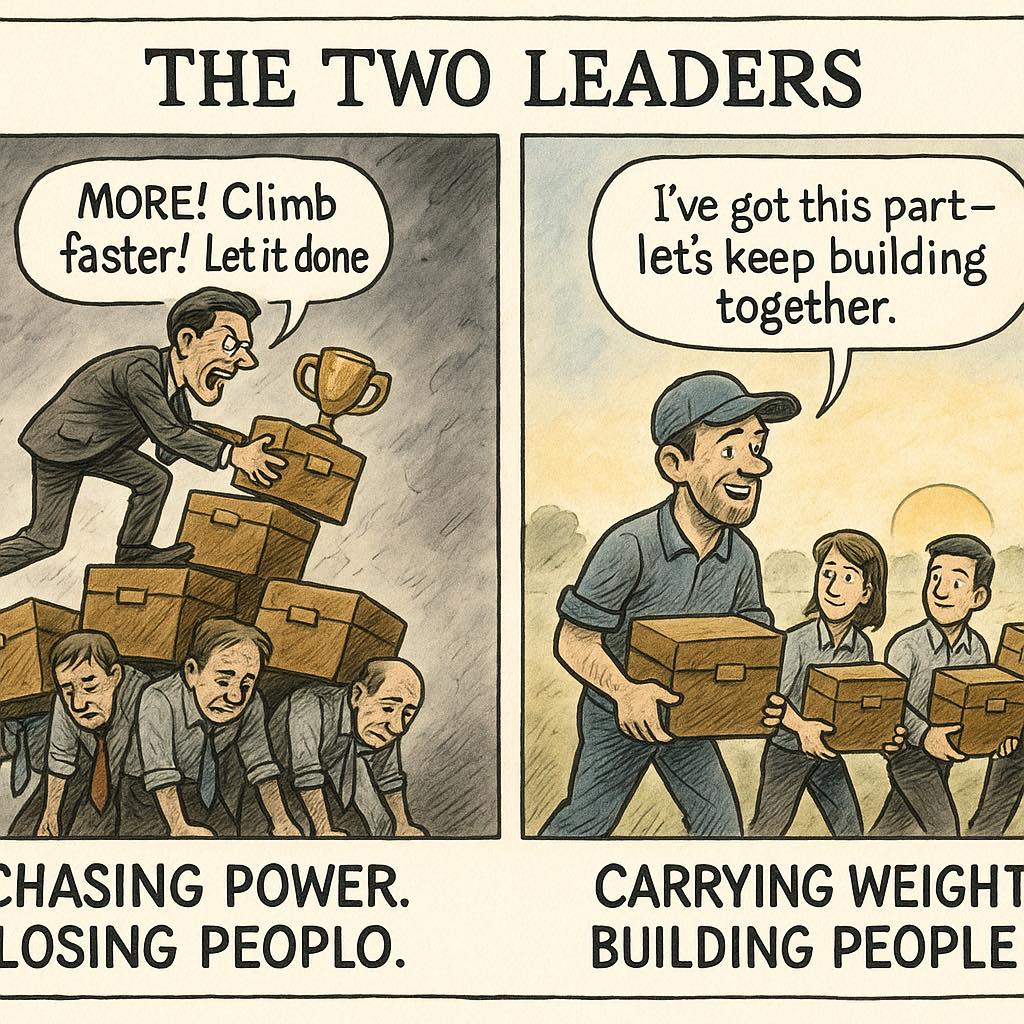 THE TWO LEADERS
MORE! Climb
faster! Let it done
I've got this part—
let's keep building
together.
CHASING POWER.
LOSING PEOPLO.
CARRYING WEIGHT
BUILDING PEOPLE